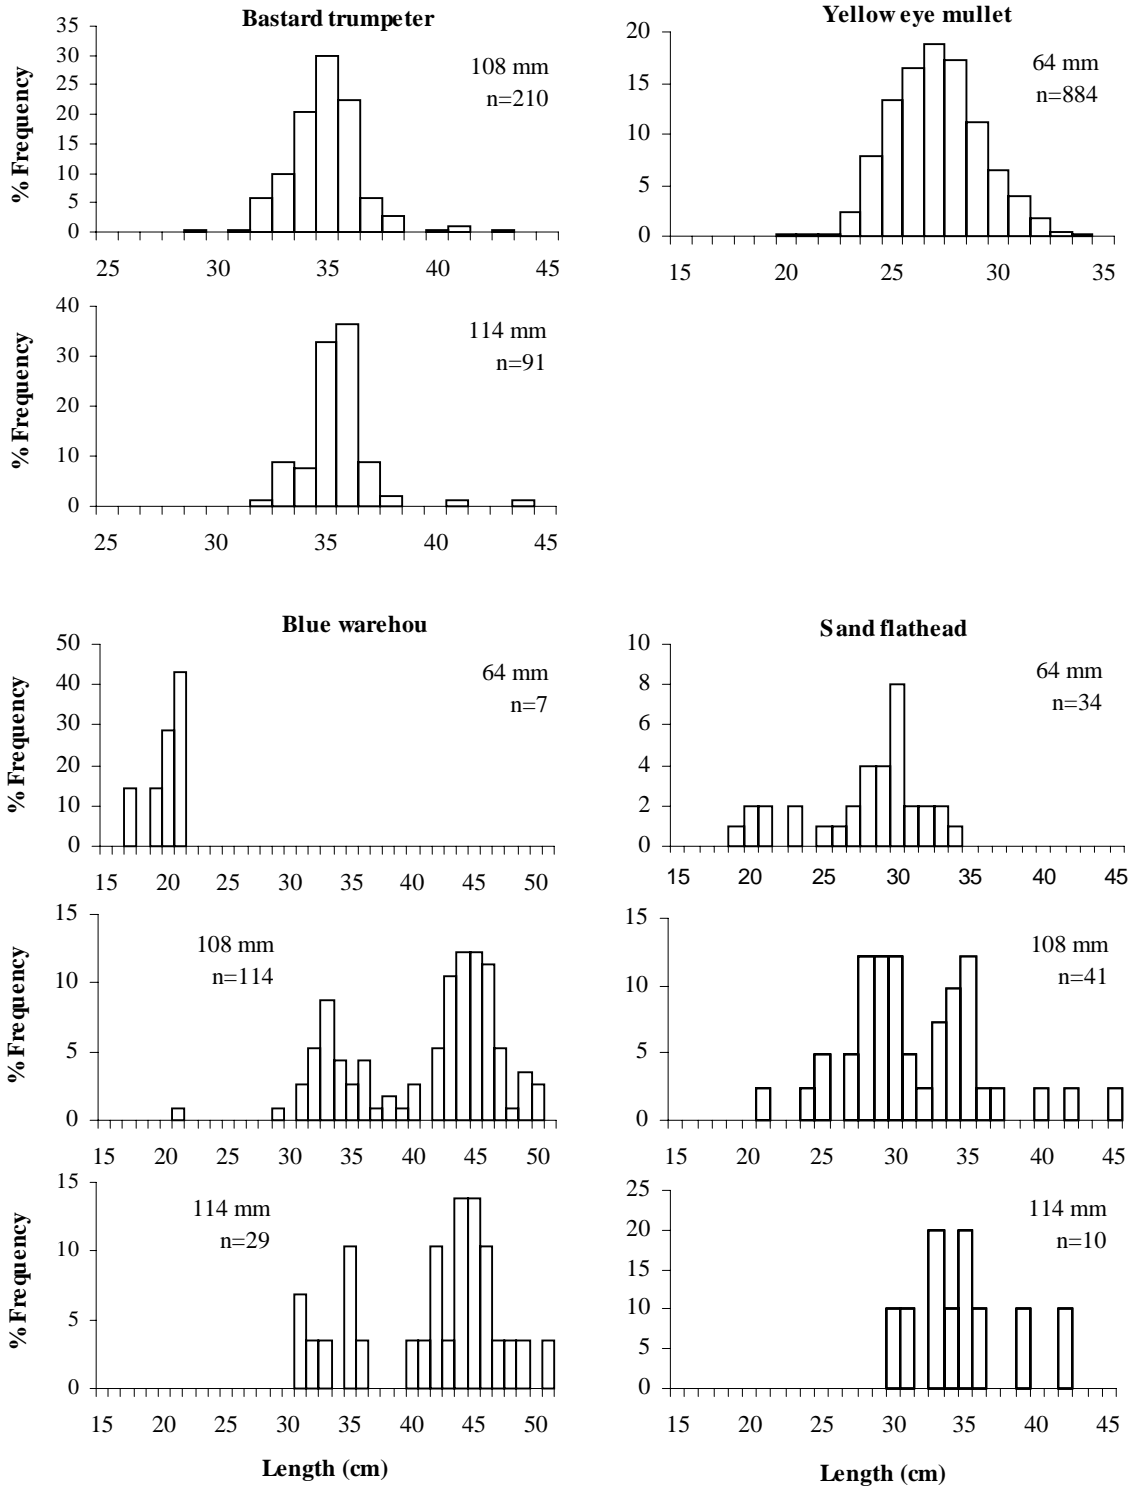 Bastard trumpeter
35
30
25
20
15
10
5
0
% Frequency
108 mm
n=210
25 30 35 40 45
Yellow eye mullet
20
15
10
5
0
64 mm
n=884
15 20 25 30 35
40
30
20
10
0
% Frequency
114 mm
n=91
25 30 35 40 45
Blue warehou
50
40
30
20
10
0
% Frequency
64 mm
n=7
15 20 25 30 35 40 45 50
Sand flathead
10
8
6
4
2
0
64 mm
n=34
15 20 25 30 35 40 45
15
10
5
0
% Frequency
108 mm
n=114
15 20 25 30 35 40 45 50
15
10
5
0
108 mm
n=41
15 20 25 30 35 40 45
15
10
5
0
% Frequency
114 mm
n=29
15 20 25 30 35 40 45 50
Length (cm)
25
20
15
10
5
0
114 mm
n=10
15 20 25 30 35 40 45
Length (cm)